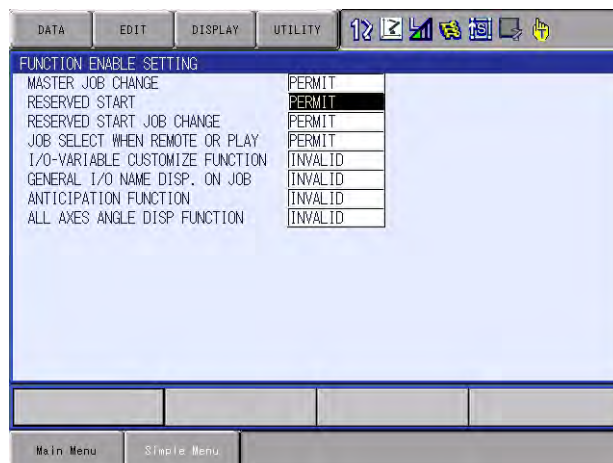 DATA EDIT DISPLAY UTILITY
FUNCTION ENABLE SETTING
MASTER JOB CHANGE PERMIT
RESERVED START PERMIT
RESERVED START JOB CHANGE PERMIT
JOB SELECT WHEN REMOTE OR PLAY PERMIT
I/O-VARIABLE CUSTOMIZE FUNCTION INVALID
GENERAL I/O NAME DISP. ON JOB INVALID
ANTICIPATION FUNCTION INVALID
ALL AXES ANGLE DISP FUNCTION INVALID
Main Menu Simple Menu